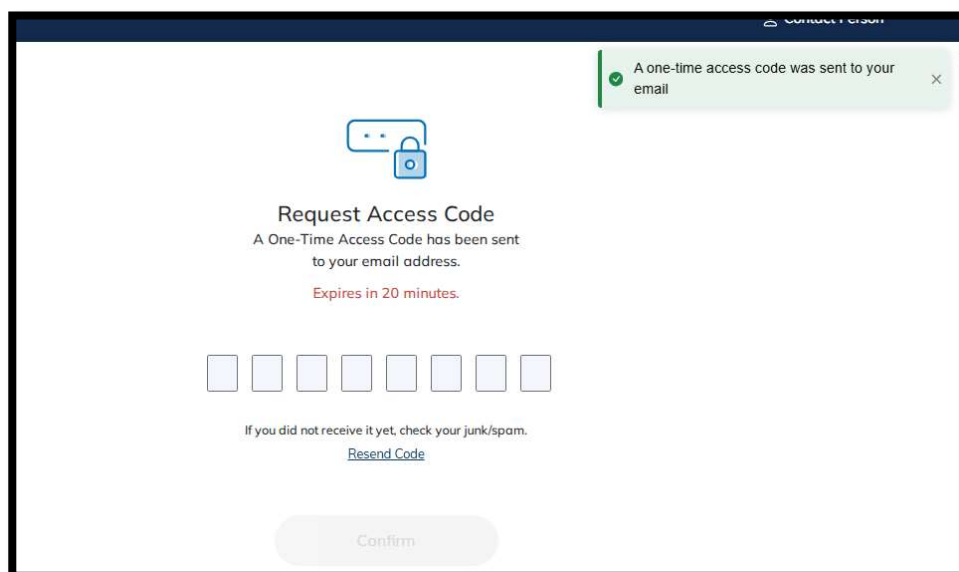 Contact Person
A one-time access code was sent to your
email
Request Access Code
A One-Time Access Code has been sent
to your email address.
Expires in 20 minutes.
If you did not receive it yet, check your junk/spam.
Resend Code
Confirm